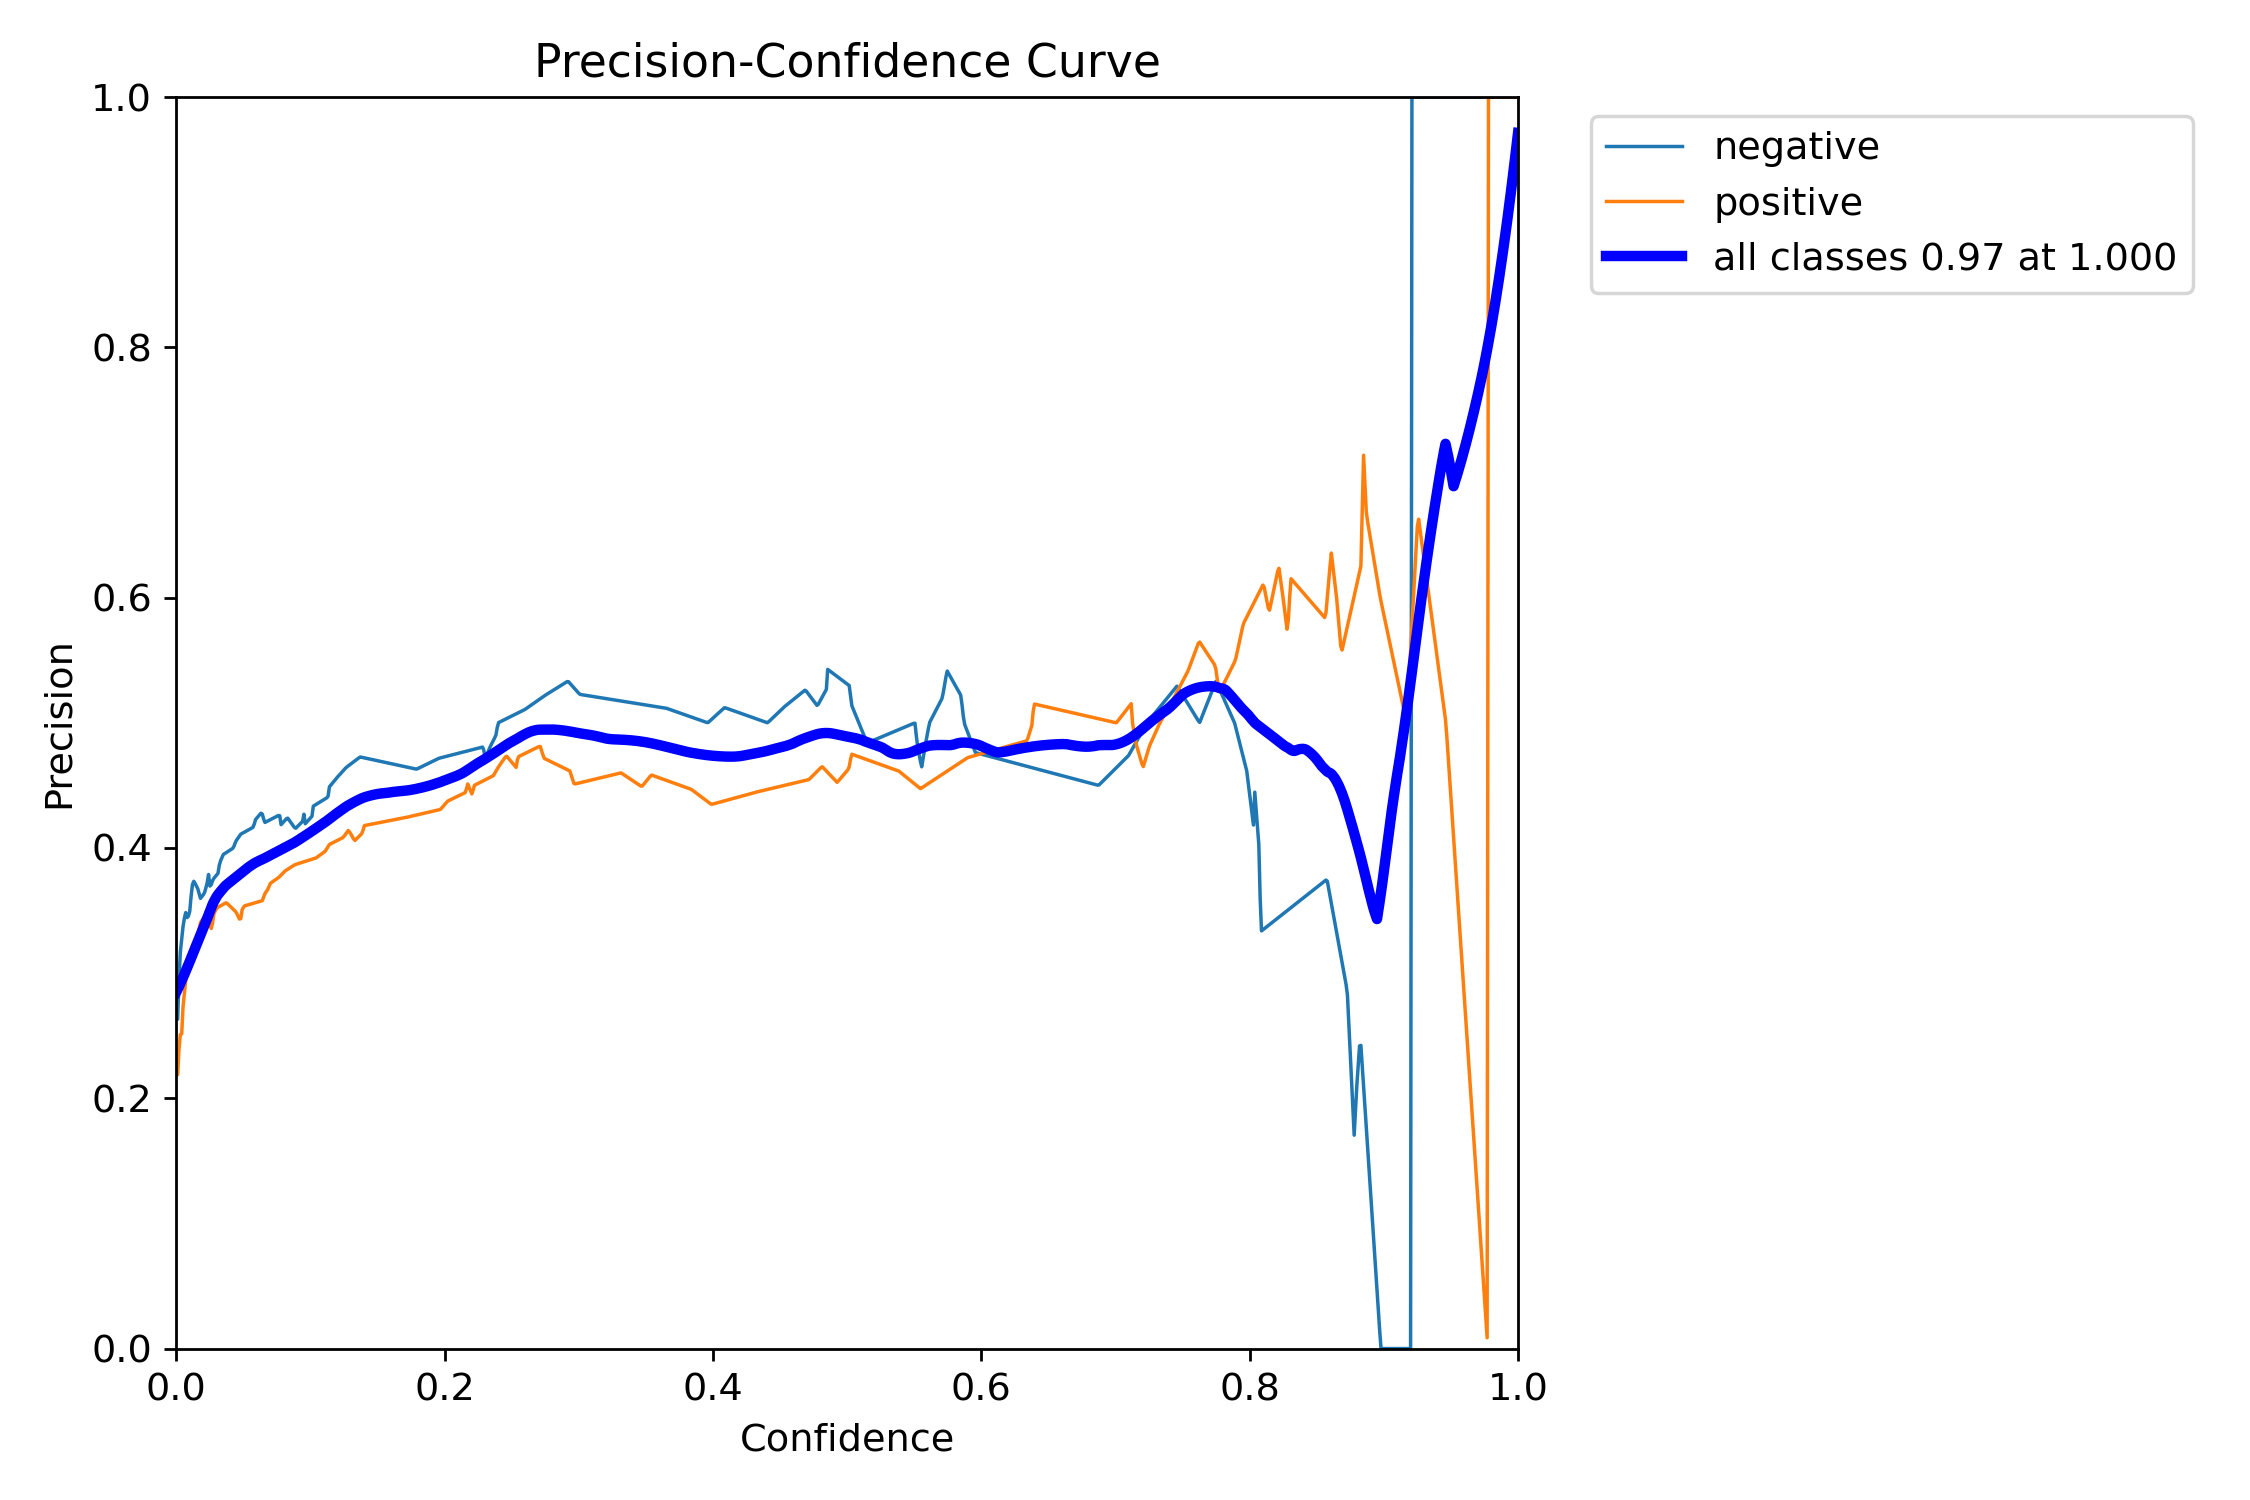 Precision-Confidence Curve
1.0
0.8
0.6
0.4
0.2
0.0
Precision
0.0 0.2 0.4 0.6 0.8 1.0
Confidence
negative
positive
all classes 0.97 at 1.000